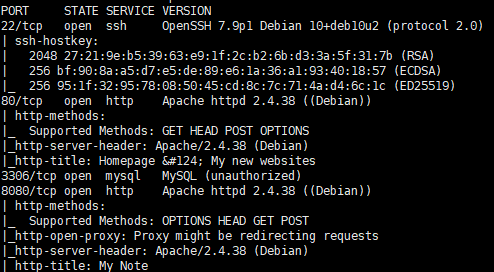 PORT     STATE SERVICE VERSION
22/tcp   open  ssh     OpenSSH 7.9p1 Debian 10+deb10u2 (protocol 2.0)
| ssh-hostkey:
|   2048 27:21:9e:b5:39:63:e9:1f:2c:b2:6b:d3:3a:5f:31:7b (RSA)
|   256 bf:90:8a:a5:d7:e5:de:89:e6:1a:36:a1:93:40:18:57 (ECDSA)
|_  256 95:1f:32:95:78:08:50:45:cd:8c:7c:71:4a:d4:6c:1c (ED25519)
80/tcp   open  http    Apache httpd 2.4.38 ((Debian))
| http-methods:
|_  Supported Methods: GET HEAD POST OPTIONS
|_http-server-header: Apache/2.4.38 (Debian)
|_http-title: Homepage &#124; My new websites
3306/tcp open  mysql   MySQL (unauthorized)
8080/tcp open  http    Apache httpd 2.4.38 ((Debian))
| http-methods:
|_  Supported Methods: OPTIONS HEAD GET POST
|_http-open-proxy: Proxy might be redirecting requests
|_http-server-header: Apache/2.4.38 (Debian)
|_http-title: My Note